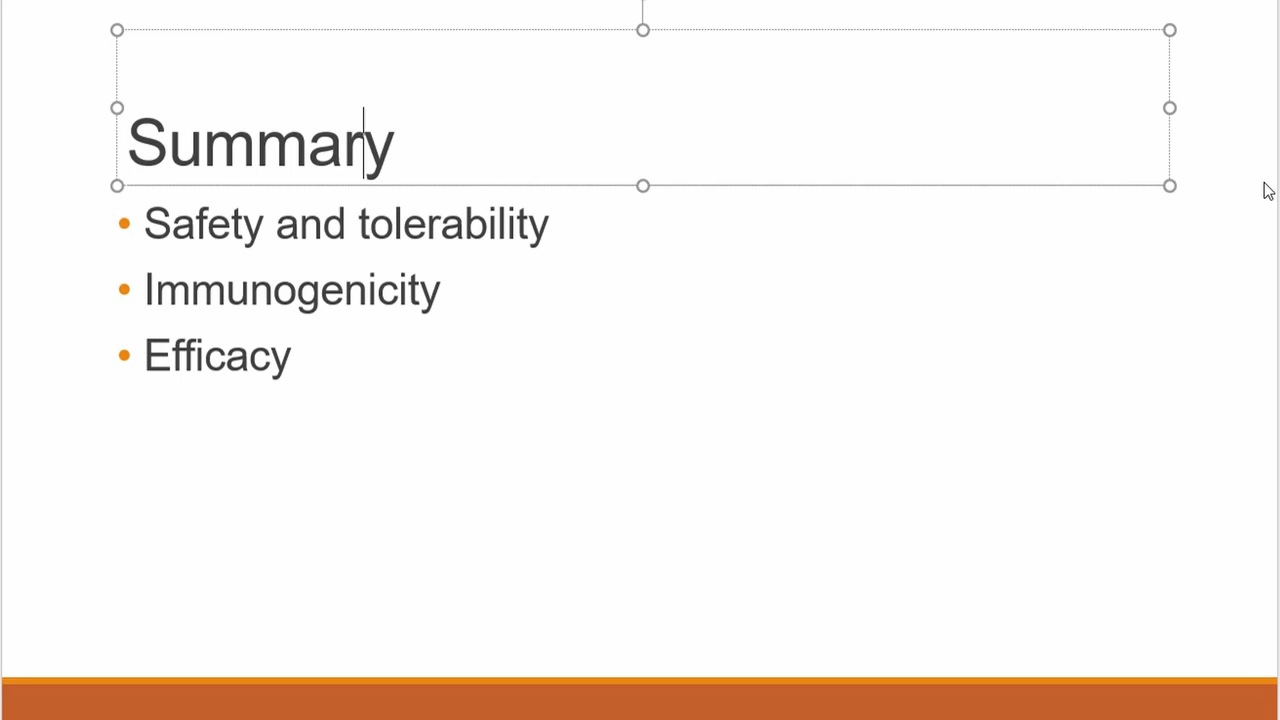 Summary
• Safety and tolerability
• Immunogenicity
• Efficacy